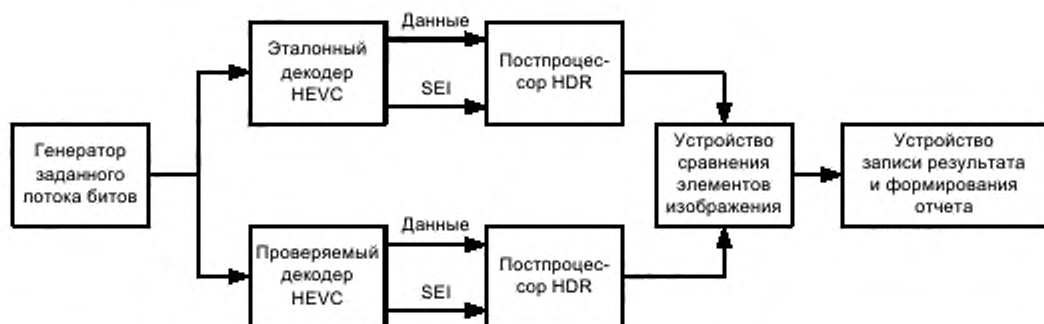 Генератор
заданного
потока битов
Эталонный
декодер
HEVC
Данные
SEI
Постпроцес-
сор HDR
Проверяемый
декодер
HEVC
Данные
SEI
Постпроцес-
сор HDR
Устройство
сравнения
элементов
изображения
Устройство
записи результата
и формирования
отчета